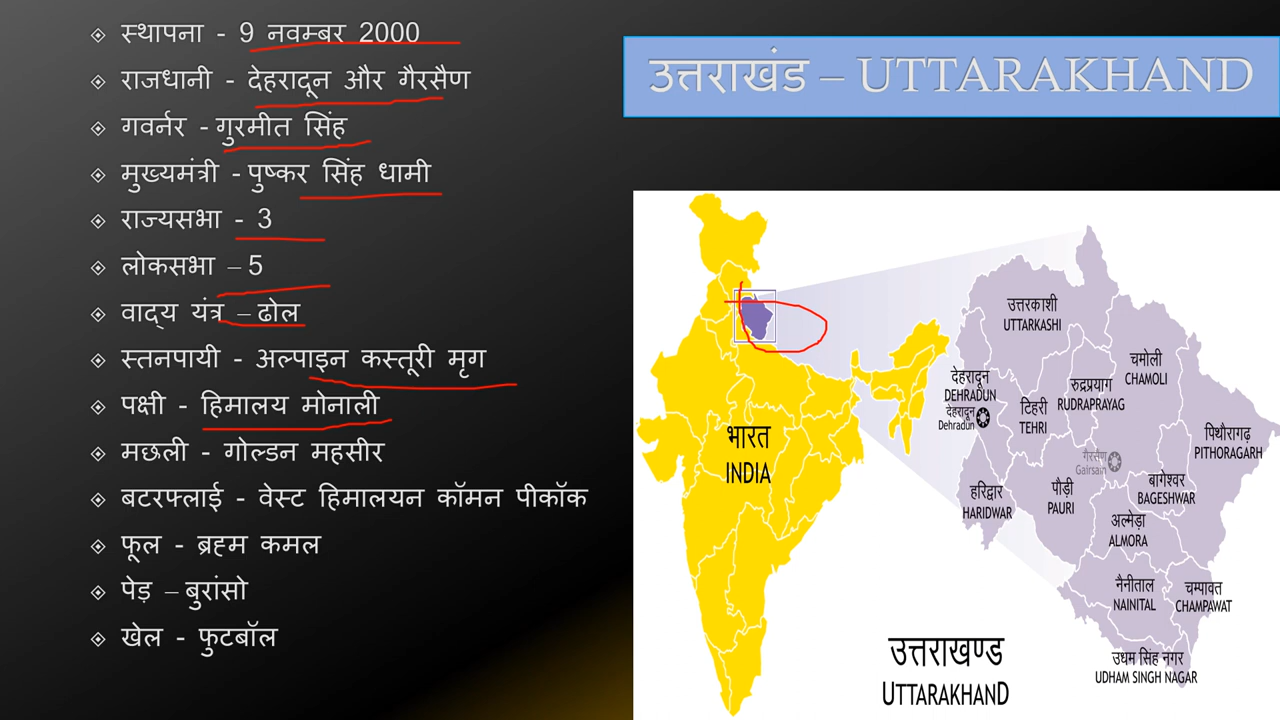 स्थापना - 9 नवम्बर 2000
राजधानी - देहरादून और गैरसैण
गवर्नर - गुरमीत सिंह
मुख्यमंत्री - पुष्कर सिंह धामी
राज्यसभा - 3
लोकसभा – 5
वाद्य यंत्र – ढोल
स्तनपायी - अल्पाइन कस्तूरी मृग
पक्षी - हिमालय मोनाली
मछली - गोल्डन महसीर
बटरफ्लाई - वेस्ट हिमालयन कॉमन पीकॉक
फूल - ब्रह्म कमल
पेड़ – बुरांसो
खेल - फुटबॉल
उत्तराखंड – UTTARAKHAND
भारत
INDIA
उत्तरकाशी
UTTARKASHI
चमोली
CHAMOLI
रुद्रप्रयाग
RUDRAPRAYAG
देहरादून
DEHRADUN
देहरादून
Dehradun
टिहरी
TEHRI
पिथौरागढ़
PITHORAGARH
गैरसैण
Gairsain
हरिद्वार
HARIDWAR
पौड़ी
PAURI
बागेश्वर
BAGESHWAR
अल्मेड़ा
ALMORA
नैनीताल
NAINITAL
चम्पावत
CHAMPAWAT
उधम सिंह नगर
UDHAM SINGH NAGAR
उत्तराखण्ड
UTTARAKHAND